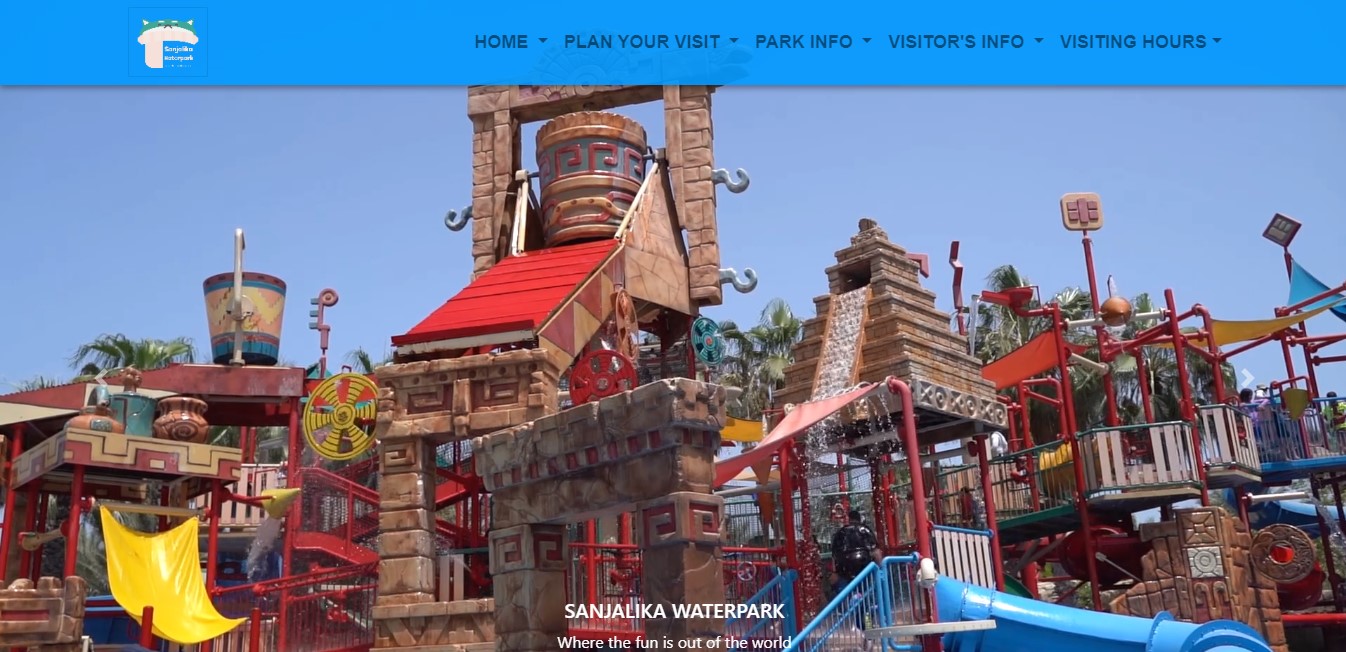 Sanjalika
Waterpark
HOME
PLAN YOUR VISIT
PARK INFO
VISITOR'S INFO
VISITING HOURS
SANJALIKA WATERPARK
Where the fun is out of the world